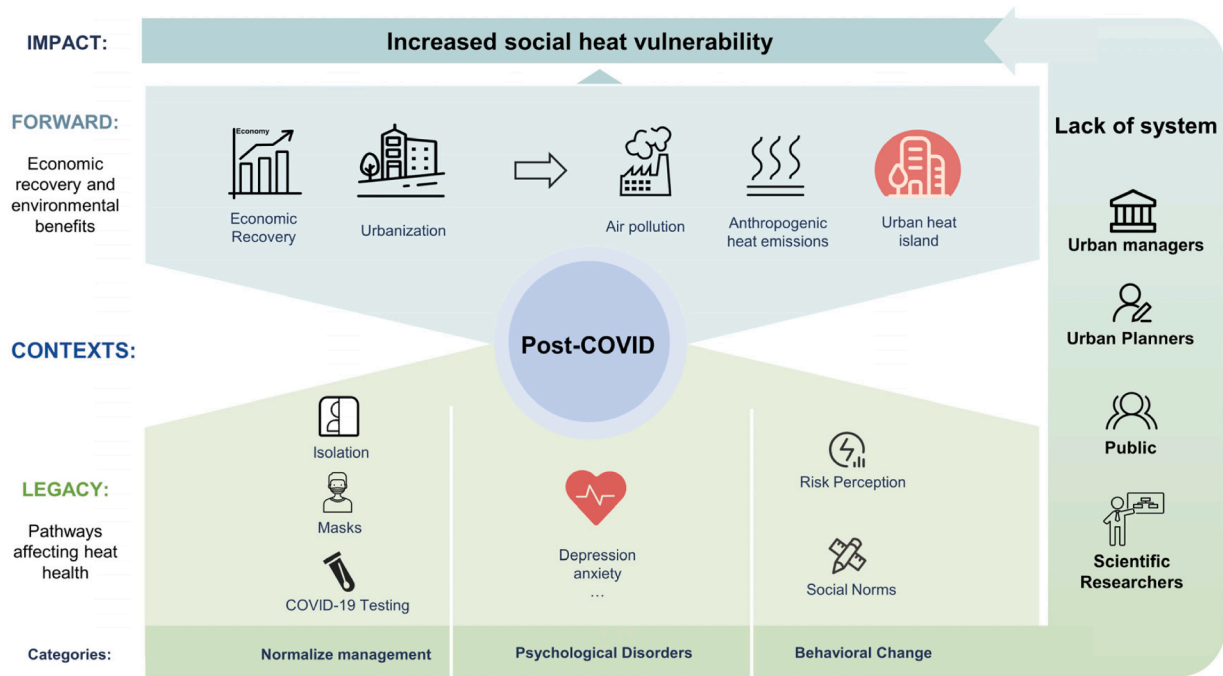 IMPACT:
Increased social heat vulnerability
FORWARD:
Economic
recovery and
environmental
benefits
Economy
Economic
Recovery
Urbanization
Air pollution
Anthropogenic
heat emissions
Urban heat
island
Lack of system
Urban managers
Urban Planners
Public
Scientific
Researchers
CONTEXTS:
Post-COVID
LEGACY:
Pathways
affecting heat
health
Isolation
Masks
COVID-19 Testing
Depression
anxiety
...
Risk Perception
Social Norms
Categories:
Normalize management
Psychological Disorders
Behavioral Change